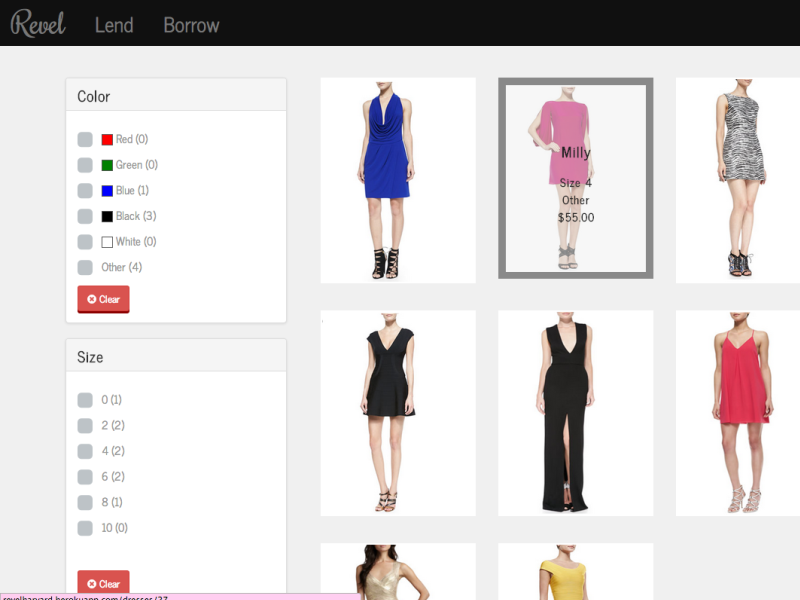 Revel Lend Borrow
Color
Red (0)
Green (0)
Blue (1)
Black (3)
White (0)
Other (4)
Clear
Size
0 (1)
2 (2)
4 (2)
6 (2)
8 (1)
10 (0)
Clear
Milly
Size 4
Other
$55.00
revelharvard.herokuapp.com/dresses/27